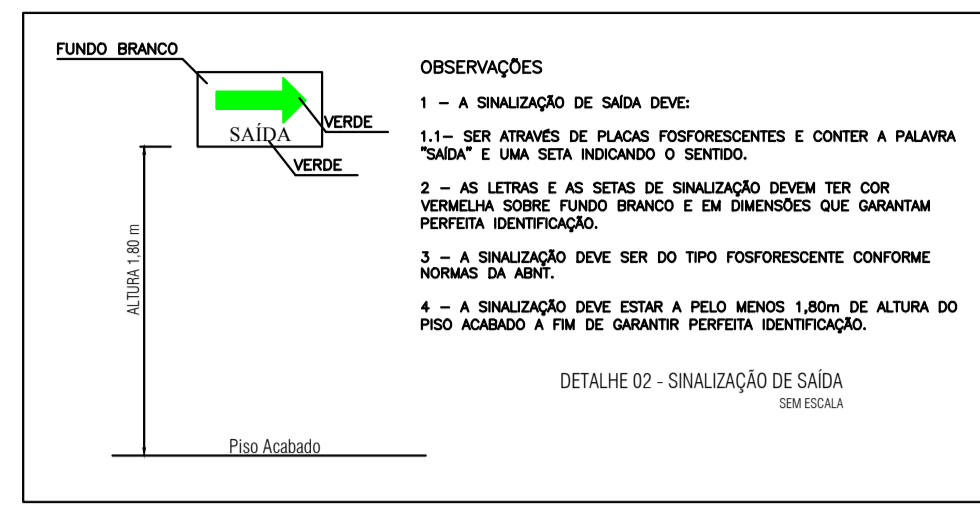 FUNDO BRANCO
SAÍDA
VERDE
VERDE
ALTURA 1,80 m
Piso Acabado
OBSERVAÇÕES
1 – A SINALIZAÇÃO DE SAÍDA DEVE:
1.1– SER ATRAVÉS DE PLACAS FOSFORESCENTES E CONTER A PALAVRA
"SAÍDA" E UMA SETA INDICANDO O SENTIDO.
2 – AS LETRAS E AS SETAS DE SINALIZAÇÃO DEVEM TER COR
VERMELHA SOBRE FUNDO BRANCO E EM DIMENSÕES QUE GARANTAM
PERFEITA IDENTIFICAÇÃO.
3 – A SINALIZAÇÃO DEVE SER DO TIPO FOSFORESCENTE CONFORME
NORMAS DA ABNT.
4 – A SINALIZAÇÃO DEVE ESTAR A PELO MENOS 1,80m DE ALTURA DO
PISO ACABADO A FIM DE GARANTIR PERFEITA IDENTIFICAÇÃO.
DETALHE 02 - SINALIZAÇÃO DE SAÍDA
SEM ESCALA